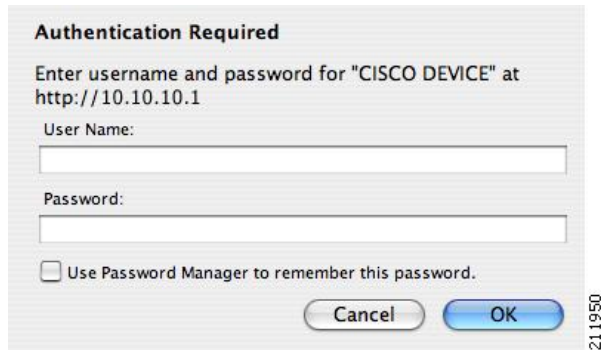 Authentication Required
Enter username and password for "CISCO DEVICE" at
http://10.10.10.1
User Name:
Password:
Use Password Manager to remember this password.
Cancel
OK
211950